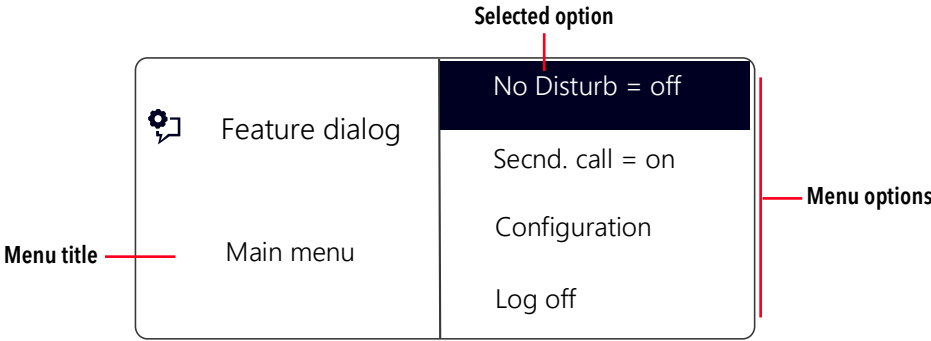 Selected option
Feature dialog
Menu title
Main menu
No Disturb = off
Secnd. call = on
Configuration
Log off
Menu options